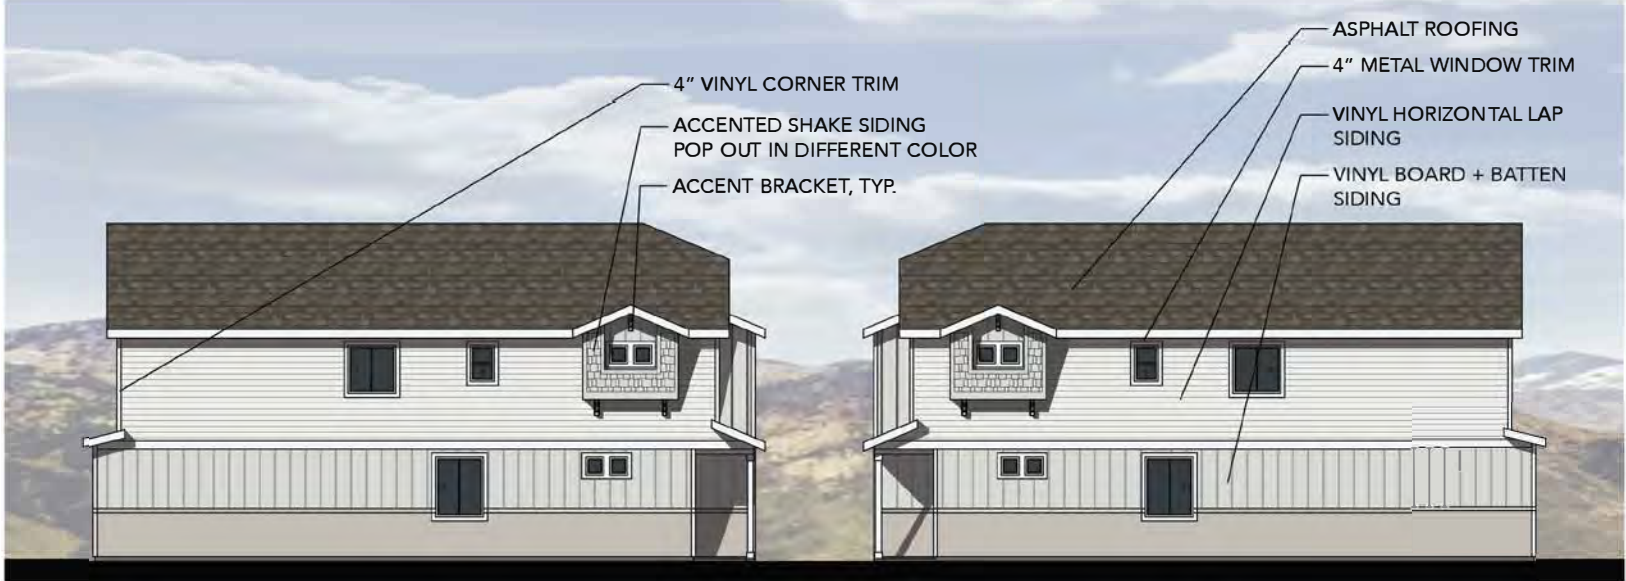 4” VINYL CORNER TRIM
ACCENTED SHAKE SIDING
POP OUT IN DIFFERENT COLOR
ACCENT BRACKET, TYP.
ASPHALT ROOFING
4” METAL WINDOW TRIM
VINYL HORIZONTAL LAP
SIDING
VINYL BOARD + BATTEN
SIDING